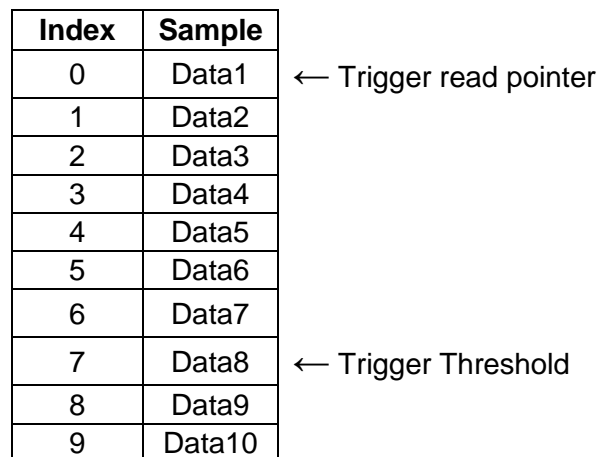 Index Sample
0 Data1 ← Trigger read pointer
1 Data2
2 Data3
3 Data4
4 Data5
5 Data6
6 Data7
7 Data8 ← Trigger Threshold
8 Data9
9 Data10